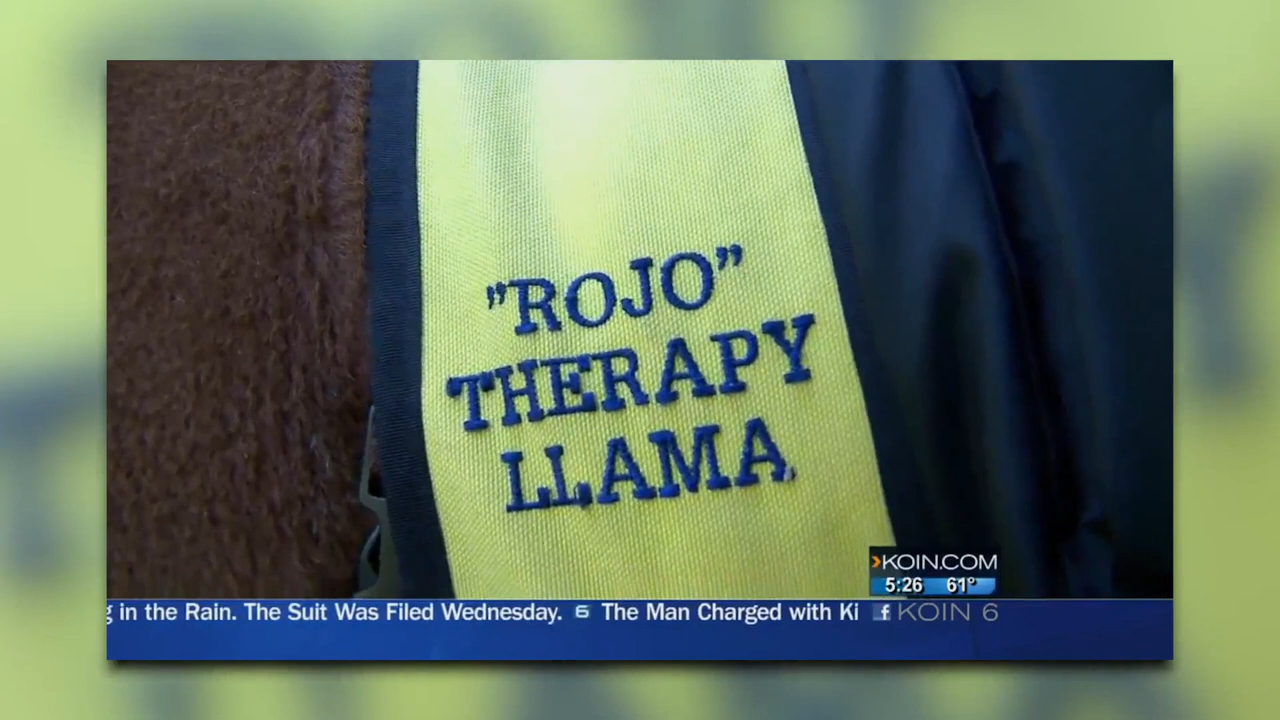 ”ROJO”
THERAPY
LLAMA
KOIN.COM
5:26 61°
g in the Rain. The Suit Was Filed Wednesday. 6 The Man Charged with Ki f KOIN 6